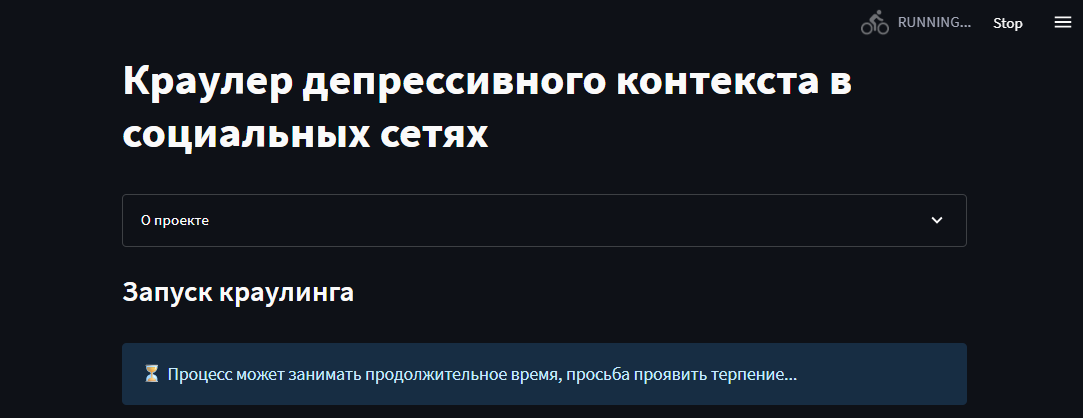 RUNNING...
Stop
Краулер депрессивного контекста в
социальных сетях
О проекте
Запуск краулинга
⏳ Процесс может занимать продолжительное время, просьба проявить терпение...